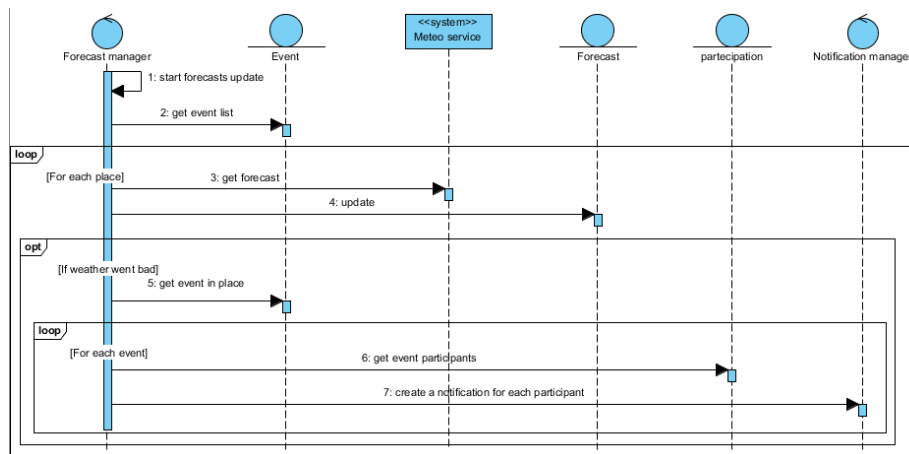 <<system>>
Meteo service
Forecast manager
Event
Forecast
partecipation
Notification manager
1: start forecasts update
2: get event list
loop
[For each place]
3: get forecast
4: update
opt
[If weather went bad]
5: get event in place
loop
[For each event]
6: get event participants
7: create a notification for each participant